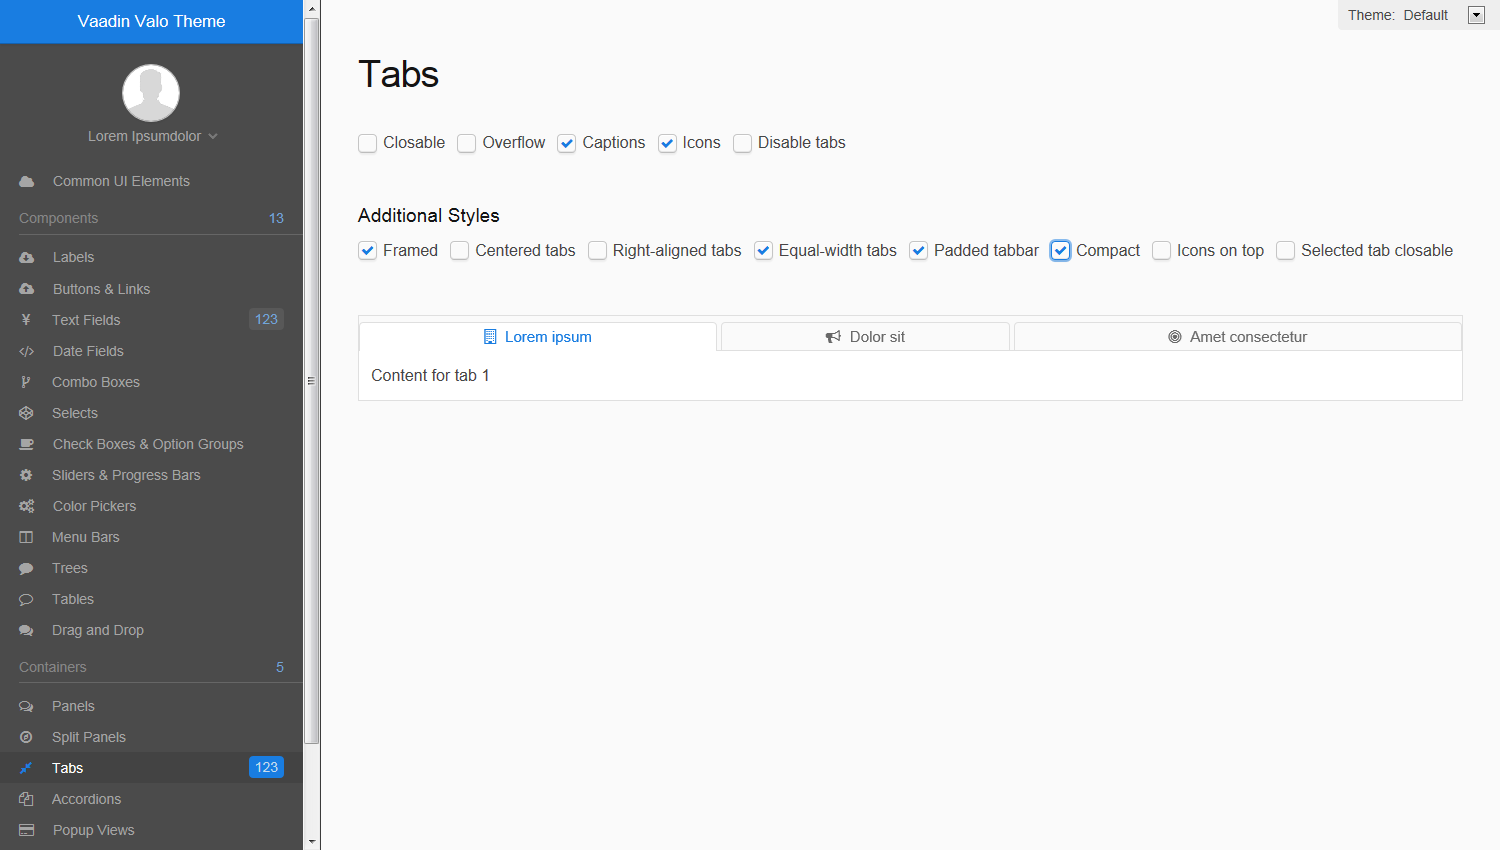 Vaadin Valo Theme
Lorem Ipsumdolor
Common UI Elements
Components 13
Labels
Buttons & Links
Text Fields 123
Date Fields
Combo Boxes
Selects
Check Boxes & Option Groups
Sliders & Progress Bars
Color Pickers
Menu Bars
Trees
Tables
Drag and Drop
Containers 5
Panels
Split Panels
Tabs 123
Accordions
Popup Views
Theme: Default
Tabs
Closable Overflow Captions Icons Disable tabs
Additional Styles
Framed Centered tabs Right-aligned tabs Equal-width tabs Padded tabbar Compact Icons on top Selected tab closable
Lorem ipsum Dolor sit Amet consectetur
Content for tab 1